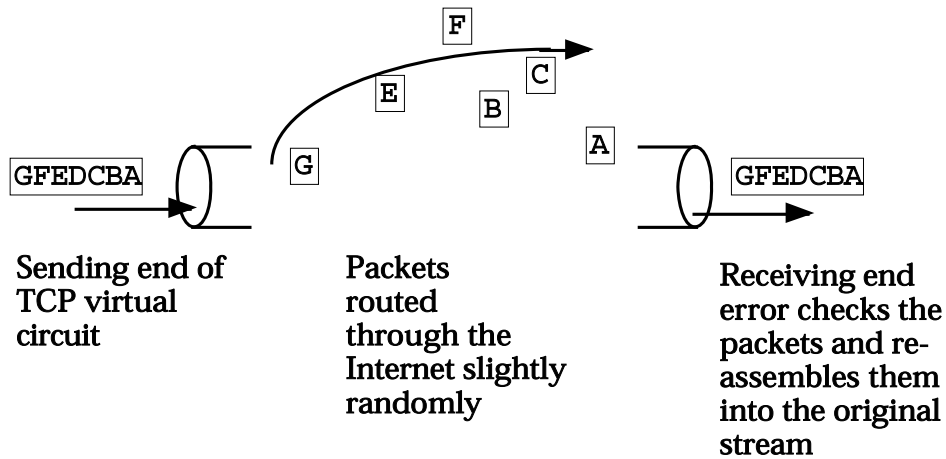 F
C
E
B
A
G
GFEDCBA
GFEDCBA
Sending end of
TCP virtual
circuit
Packets
routed
through the
Internet slightly
randomly
Receiving end
error checks the
packets and re-
assembles them
into the original
stream